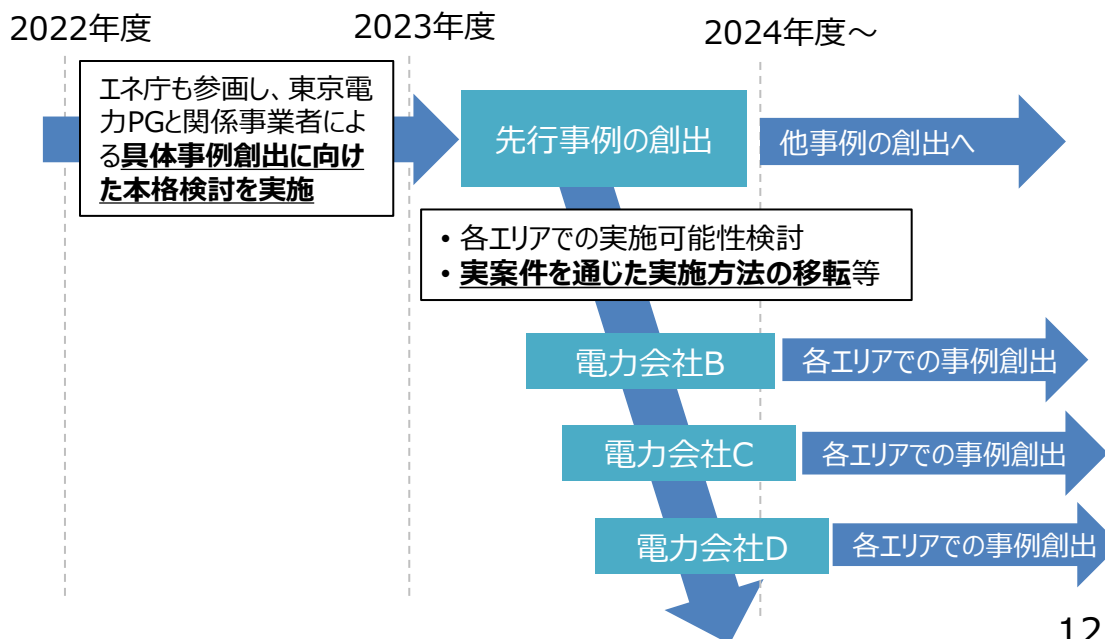 2022年度
2023年度
2024年度～
エネ庁も参画し、東京電
力PGと関係事業者によ
る具体事例創出に向け
た本格検討を実施
先行事例の創出
他事例の創出へ
• 各エリアでの実施可能性検討
• 実案件を通じた実施方法の移転等
電力会社B
各エリアでの事例創出
電力会社C
各エリアでの事例創出
電力会社D
各エリアでの事例創出
12